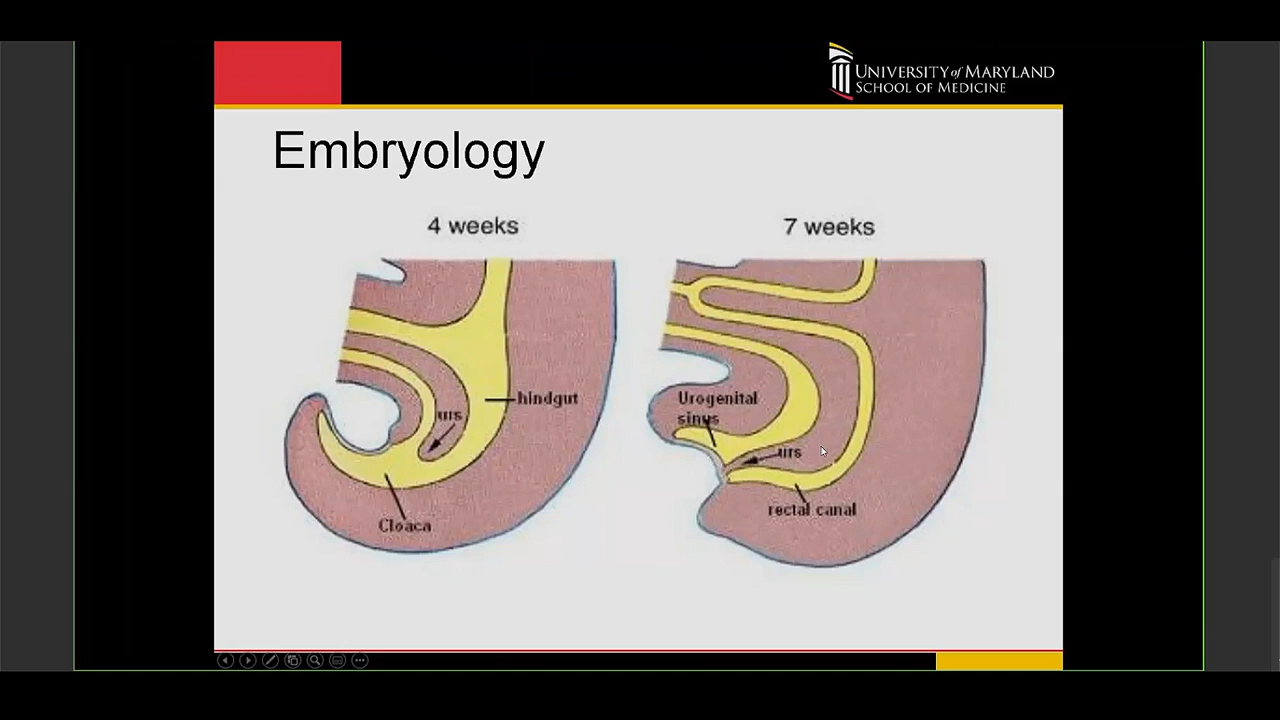 UNIVERSITY of MARYLAND
SCHOOL OF MEDICINE
Embryology
4 weeks
7 weeks
hindgut
urs
Cloaca
Urogenital
sinus
urs
rectal canal